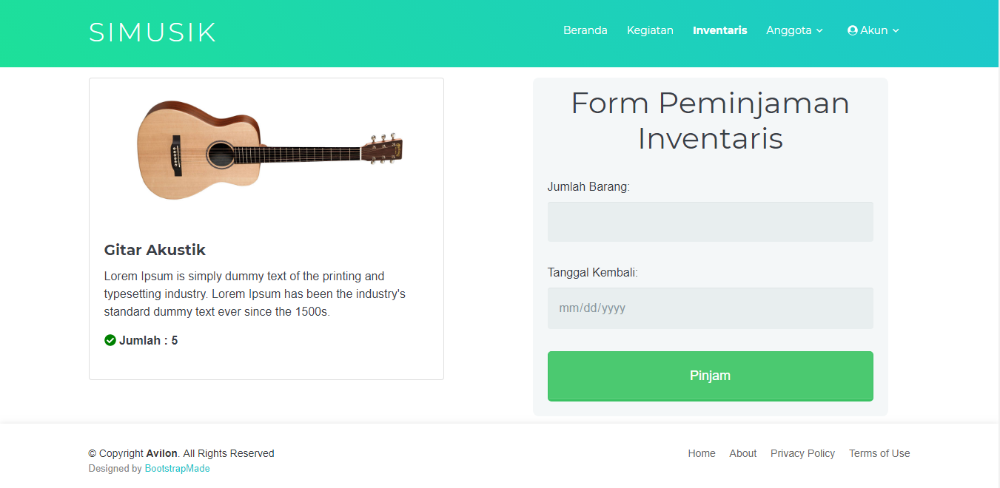 SIMUSIK
Beranda Kegiatan Inventaris Anggota Akun
Gitar Akustik
Lorem Ipsum is simply dummy text of the printing and
typesetting industry. Lorem Ipsum has been the industry's
standard dummy text ever since the 1500s.
Jumlah : 5
Form Peminjaman
Inventaris
Jumlah Barang:
Tanggal Kembali:
mm/dd/yyyy
Pinjam
© Copyright Avilon. All Rights Reserved
Designed by BootstrapMade
Home About Privacy Policy Terms of Use